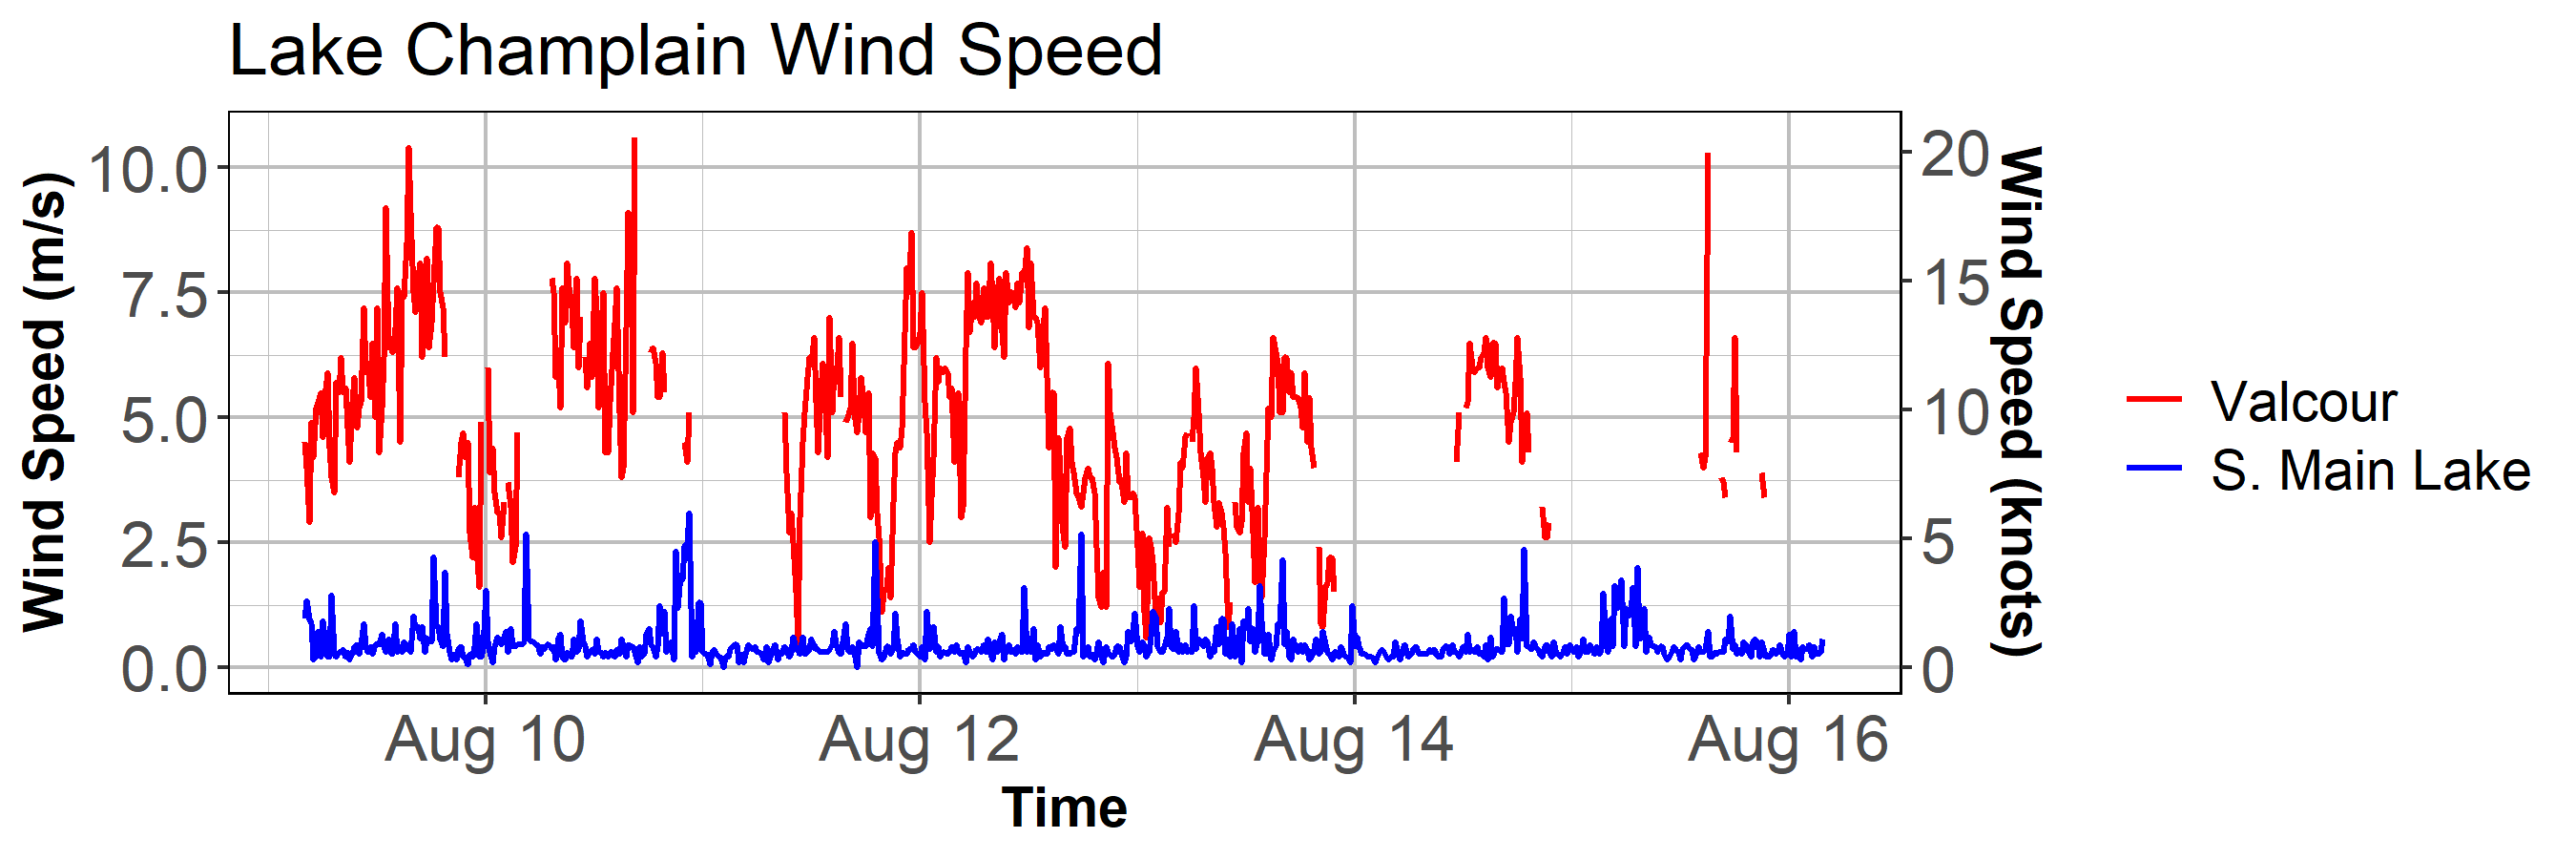 Lake Champlain Wind Speed
Wind Speed (m/s)
10.0
7.5
5.0
2.5
0.0
20
15
10
5
0
Wind Speed (knots)
Aug 10
Aug 12
Aug 14
Aug 16
Time
Valcour
S. Main Lake